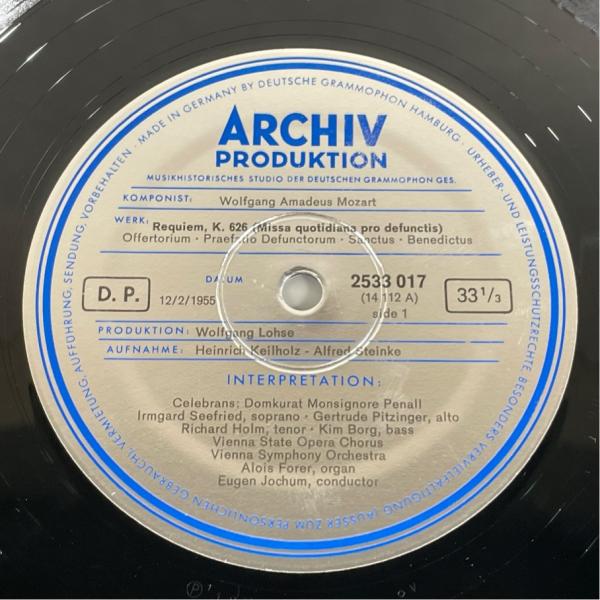 MADE IN GERMANY BY DEUTSCHE GRAMMOPHON HAMBURG · URHEBER- UND LEISTUNGSSCHUTZRECHTE, BESONDERS VERVIELFÄLTIGUNG (AUSSER ZUM PERSÖNLICHEN GEBRAUCH), VERMIETUNG, AUFFÜHRUNG, SENDUNG, VORBEHALTEN ·
ARCHIV
PRODUKTION
MUSIKHISTORISCHES STUDIO DER DEUTSCHEN GRAMMOPHON GES.
KOMPONIST: Wolfgang Amadeus Mozart
WERK: Requiem, K. 626 (Missa quotidiana pro defunctis)
Offertorium · Praefatio Defunctorum · Sanctus · Benedictus
D. P.
DATUM
12/2/1955
2533 017
(14 112 A)
side 1
33 1/3
PRODUKTION: Wolfgang Lohse
AUFNAHME: Heinrich Keilholz - Alfred Steinke
INTERPRETATION:
Celebrans: Domkurat Monsignore Penall
Irmgard Seefried, soprano · Gertrude Pitzinger, alto
Richard Holm, tenor · Kim Borg, bass
Vienna State Opera Chorus
Vienna Symphony Orchestra
Alois Forer, organ
Eugen Jochum, conductor